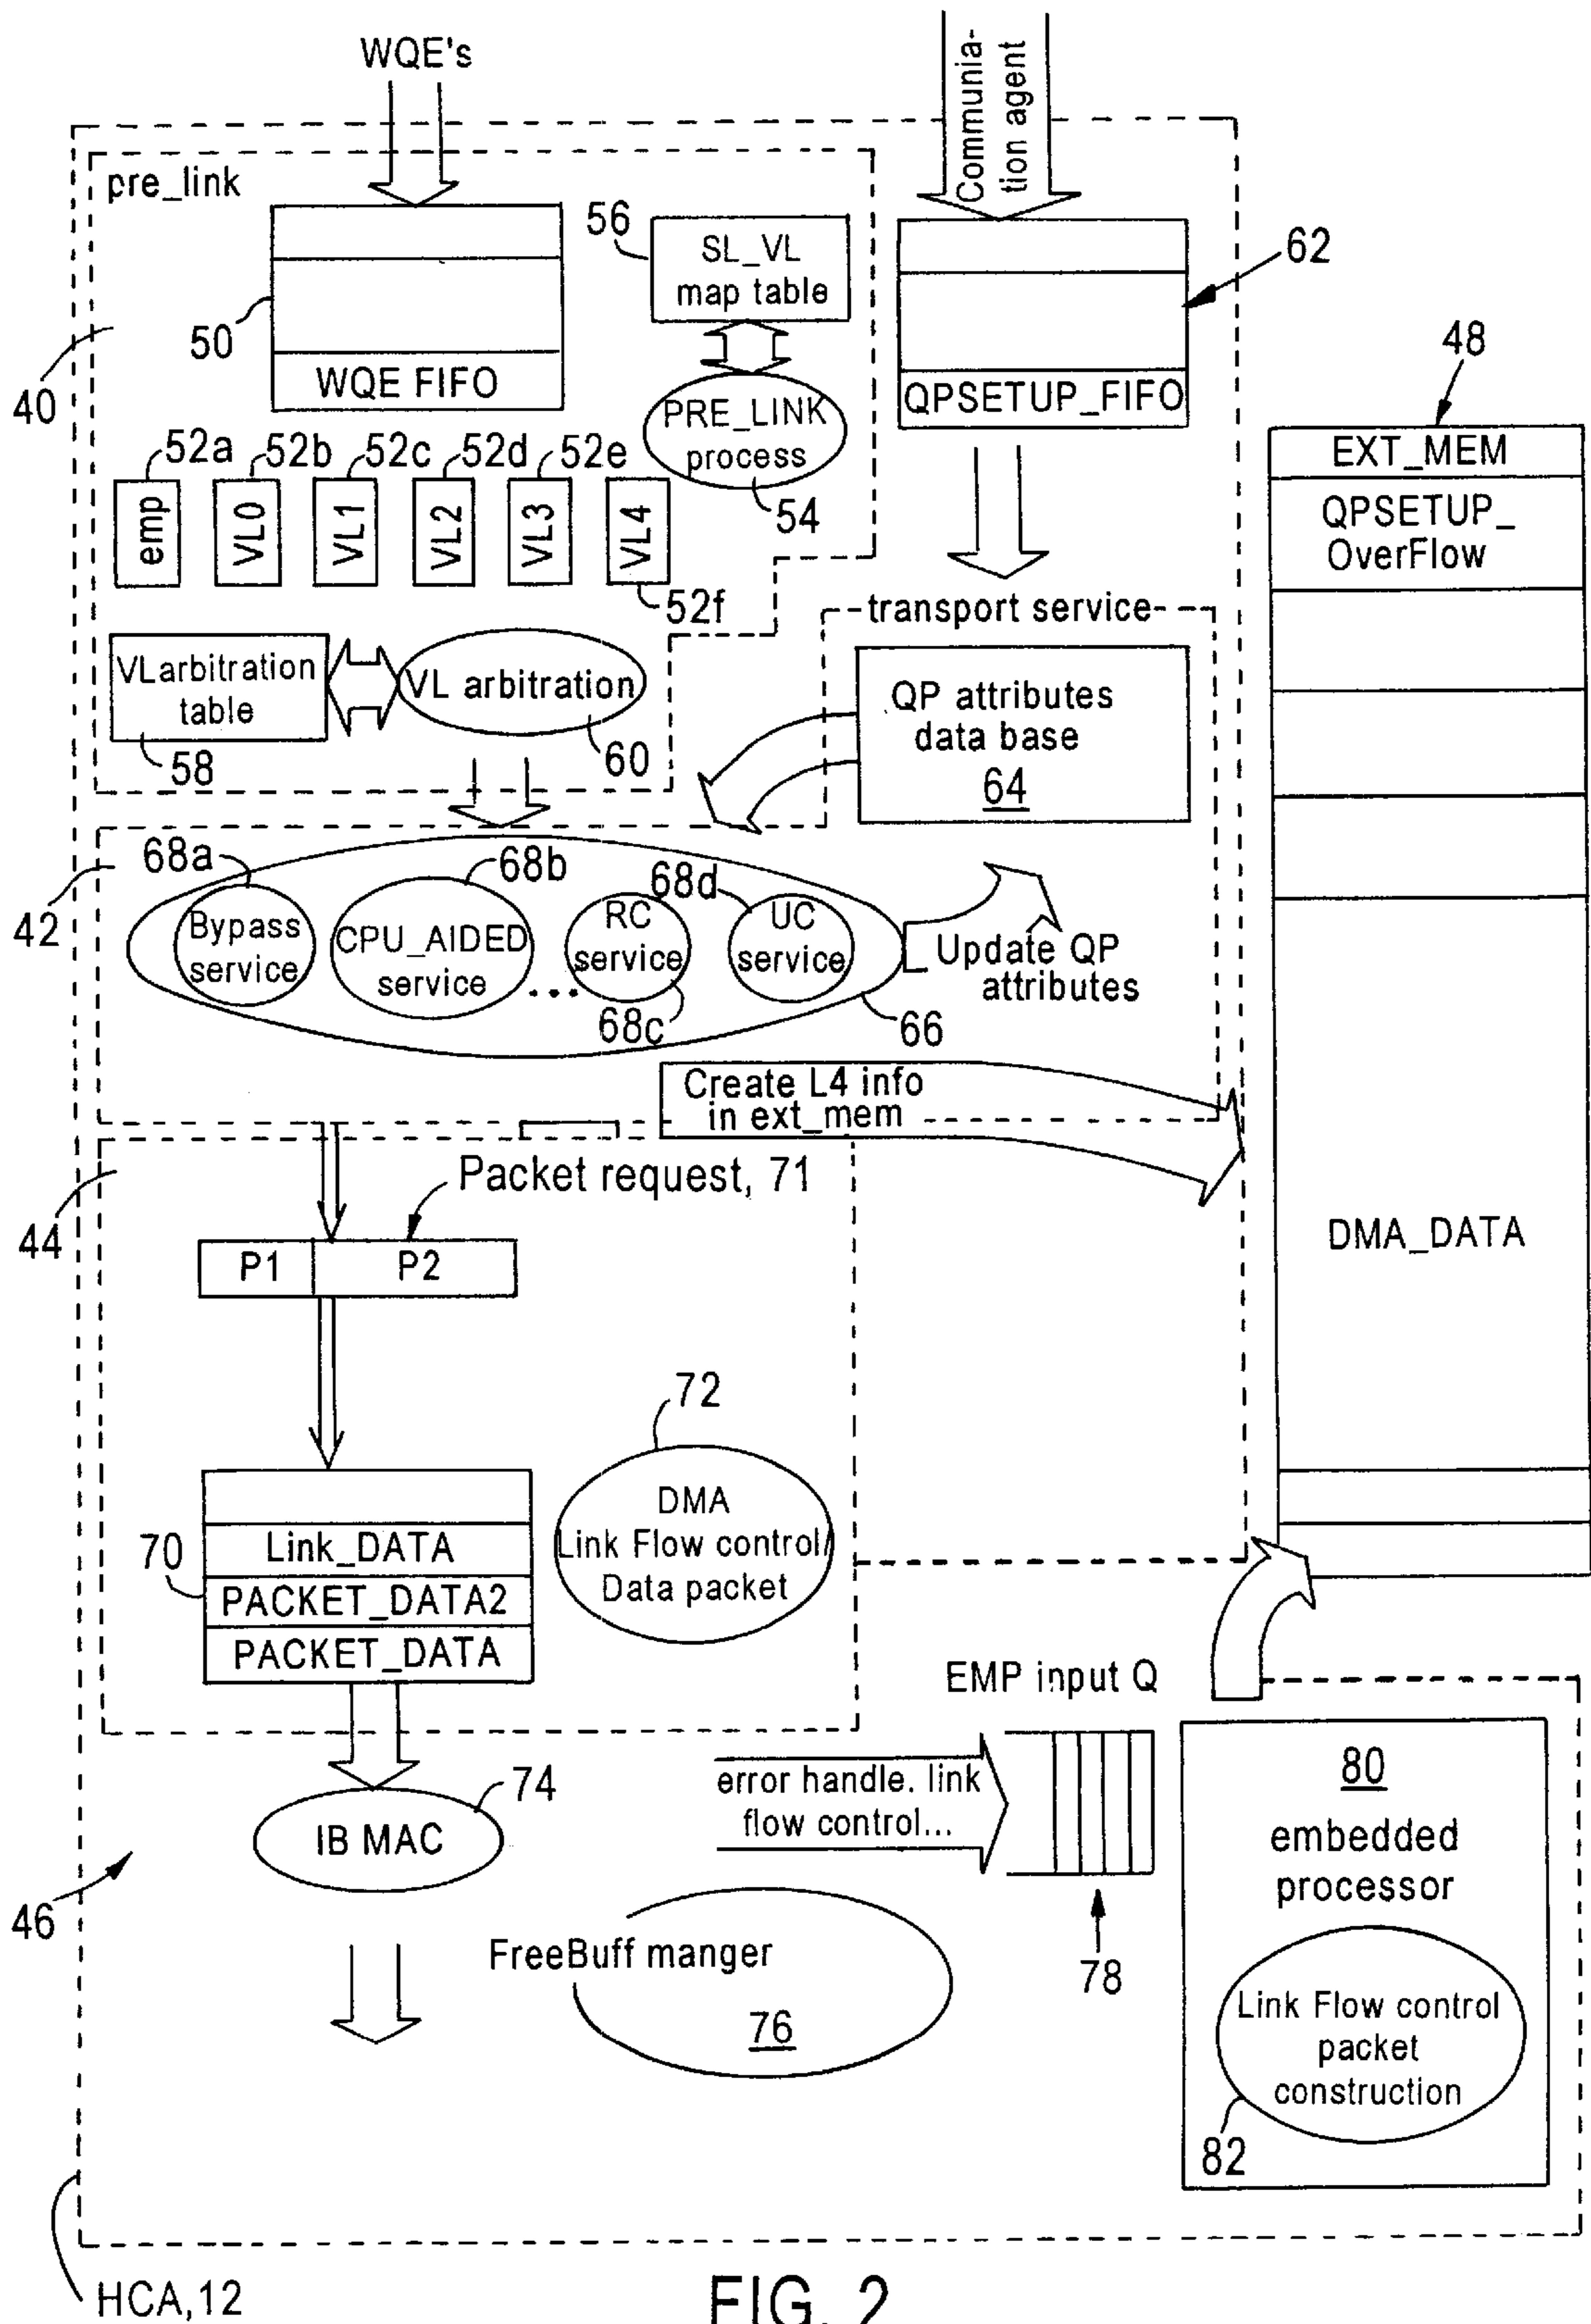 WQE's
Communia-
tion agent
pre_link
56
SL_VL
map table
62
50
WQE FIFO
40
PRE_LINK
process
54
QPSETUP_FIFO
48
EXT_MEM
QPSETUP_
OverFlow
52a
52b
52c
52d
52e
emp
VL0
VL1
VL2
VL3
VL4
52f
transport service
VLarbitration
table
58
VL arbitration
60
QP attributes
data base
64
42
68a
68b
68d
Bypass
service
CPU_AIDED
service
...
RC
service
UC
service
68c
66
Update QP
attributes
Create L4 info
in ext_mem
44
Packet request, 71
P1
P2
DMA_DATA
72
DMA
Link Flow control/
Data packet
70
Link_DATA
PACKET_DATA2
PACKET_DATA
EMP input Q
error handle. link
flow control...
78
74
IB MAC
46
FreeBuff manger
76
80
embedded
processor
Link Flow control
packet
construction
82
HCA,12
FIG. 2